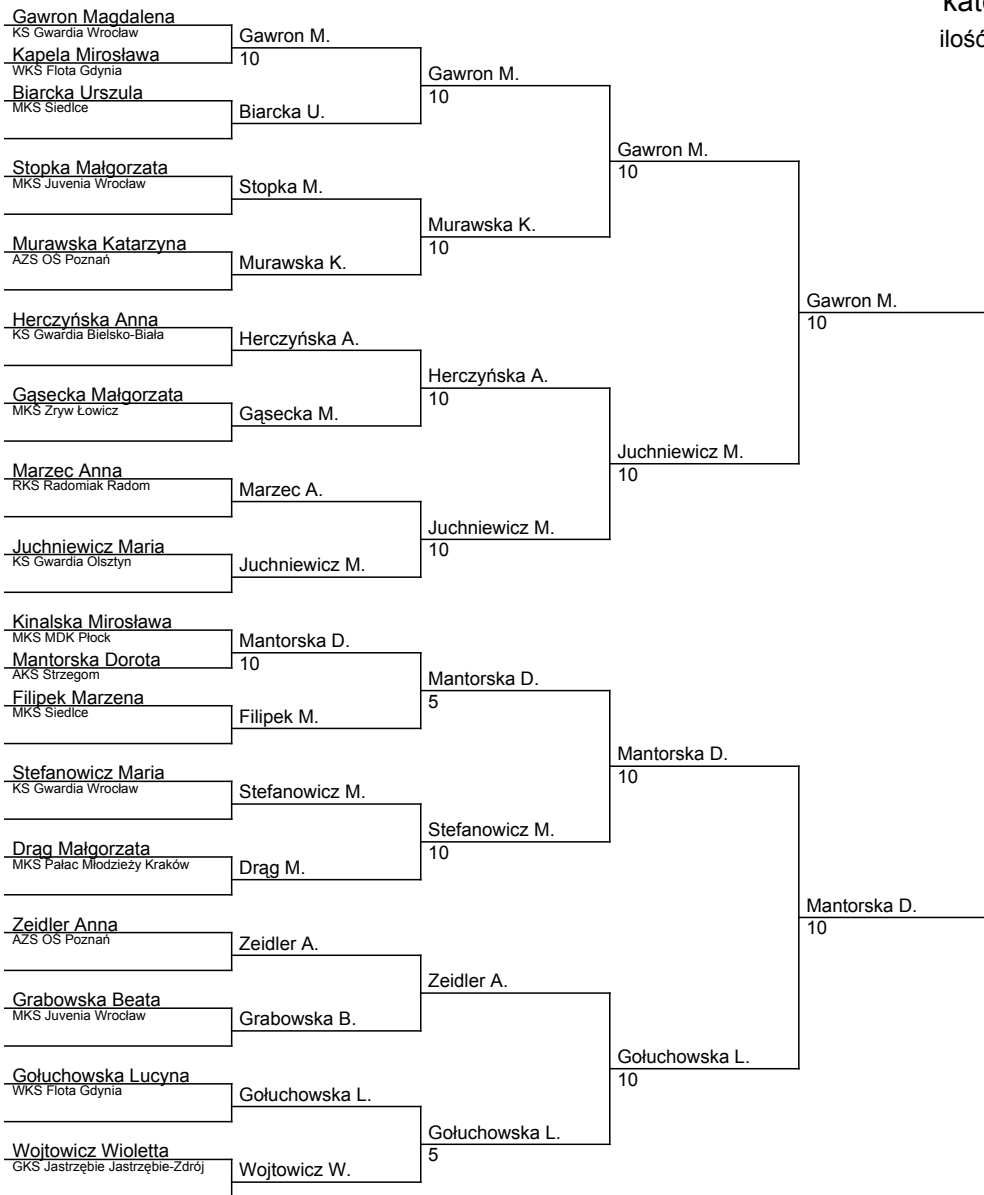 kat
ilość
Gawron Magdalena
KS Gwardia Wrocław
Kapela Mirosława
WKS Flota Gdynia
Biarcka Urszula
MKS Siedlce
Stopka Małgorzata
MKS Juvenia Wrocław
Murawska Katarzyna
AZS OŚ Poznań
Herczyńska Anna
KS Gwardia Bielsko-Biała
Gąsecka Małgorzata
MKS Zryw Łowicz
Marzec Anna
RKS Radomiak Radom
Juchniewicz Maria
KS Gwardia Olsztyn
Kinalska Mirosława
MKS MDK Płock
Mantorska Dorota
AKS Strzegom
Filipek Marzena
MKS Siedlce
Stefanowicz Maria
KS Gwardia Wrocław
Drąg Małgorzata
MKS Pałac Młodzieży Kraków
Zeidler Anna
AZS OŚ Poznań
Grabowska Beata
MKS Juvenia Wrocław
Gołuchowska Lucyna
WKS Flota Gdynia
Wojtowicz Wioletta
GKS Jastrzębie Jastrzębie-Zdrój
Gawron M.
10
Biarcka U.
Stopka M.
Murawska K.
Herczyńska A.
Gąsecka M.
Marzec A.
Juchniewicz M.
Mantorska D.
10
Filipek M.
Stefanowicz M.
Drąg M.
Zeidler A.
Grabowska B.
Gołuchowska L.
Wojtowicz W.
Gawron M.
10
Murawska K.
10
Herczyńska A.
10
Juchniewicz M.
10
Mantorska D.
5
Stefanowicz M.
10
Zeidler A.
Gołuchowska L.
5
Gawron M.
10
Juchniewicz M.
10
Mantorska D.
10
Gołuchowska L.
10
Gawron M.
10
Mantorska D.
10